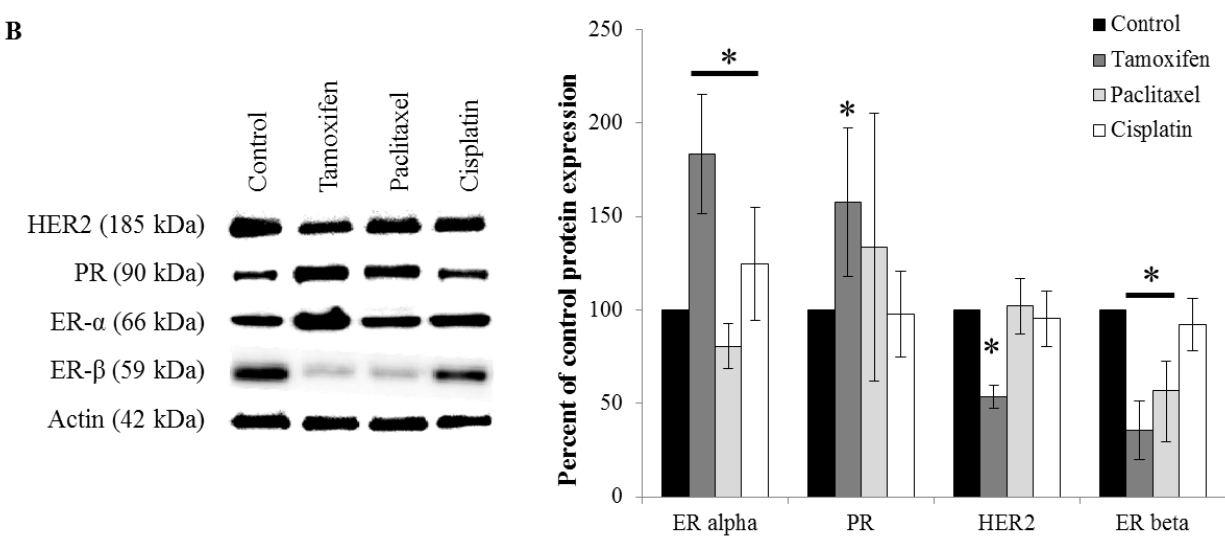 B
Control
Tamoxifen
Paclitaxel
Cisplatin
HER2 (185 kDa)
PR (90 kDa)
ER-α (66 kDa)
ER-β (59 kDa)
Actin (42 kDa)
Percent of control protein expression
250
200
150
100
50
0
*
*
*
*
ER alpha
PR
HER2
ER beta
Control
Tamoxifen
Paclitaxel
Cisplatin